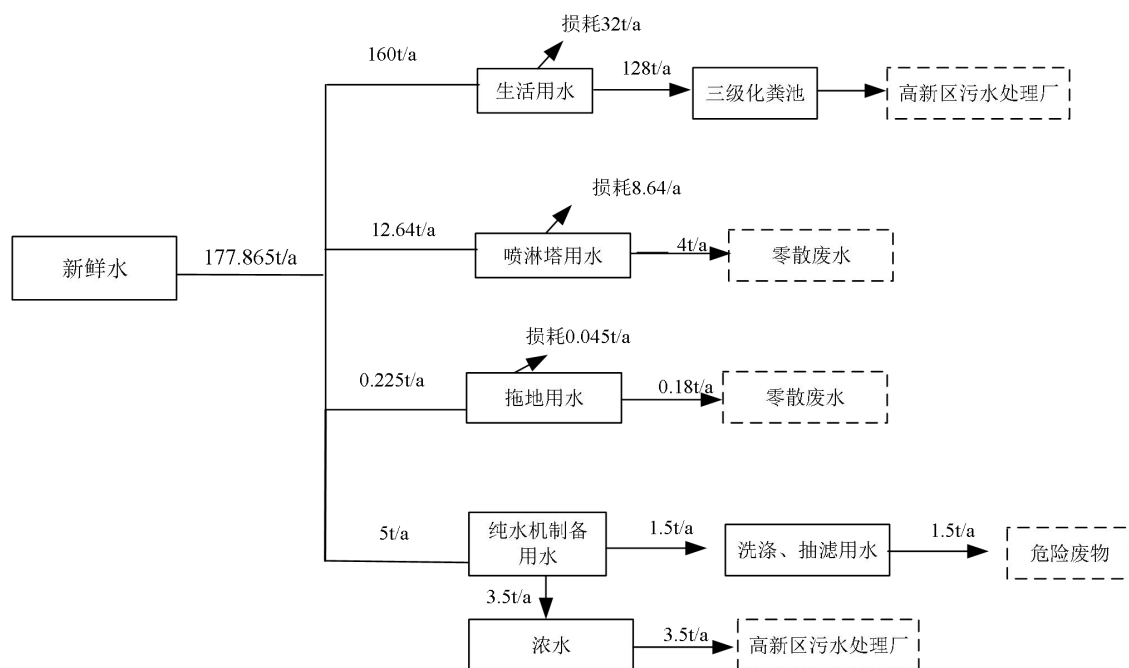 损耗32t/a
160t/a
生活用水
128t/a
三级化粪池
高新区污水处理厂
损耗8.64/a
12.64t/a
喷淋塔用水
4t/a
零散废水
新鲜水
177.865t/a
损耗0.045t/a
0.225t/a
拖地用水
0.18t/a
零散废水
5t/a
纯水机制备
用水
1.5t/a
洗涤、抽滤用水
1.5t/a
危险废物
3.5t/a
浓水
3.5t/a
高新区污水处理厂